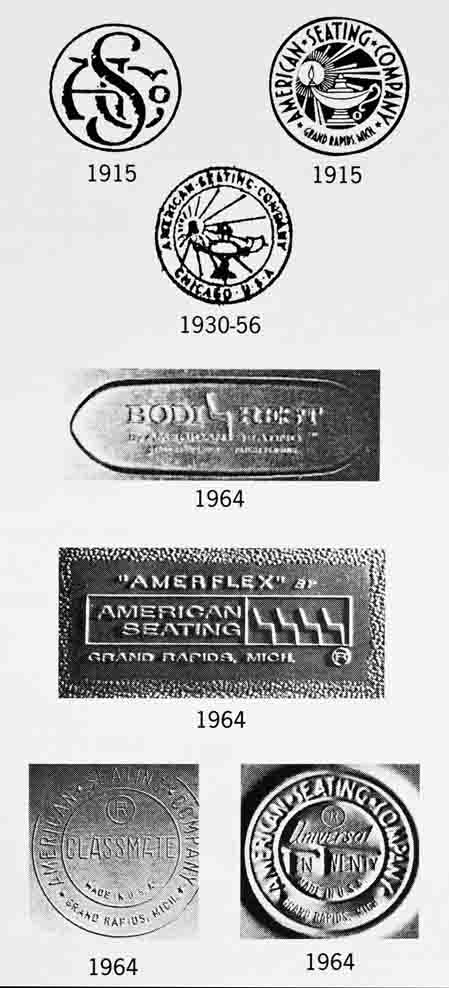 ASCo
1915
AMERICAN·SEATING·COMPANY
GRAND RAPIDS, MICH.
1915
AMERICAN·SEATING·COMPANY
CHICAGO·U·S·A
1930-56
BODI REST
AMERICAN SEATING
1964
"AMERFLEX" BY
AMERICAN
SEATING
GRAND RAPIDS, MICH. ®
1964
AMERICAN·SEATING·COMPANY
®
CLASSMATE
MADE IN U.S.A.
GRAND RAPIDS, MICH.
1964
AMERICAN·SEATING·COMPANY
®
Universal
TEN TWENTY
MADE IN U.S.A.
GRAND RAPIDS, MICH.
1964